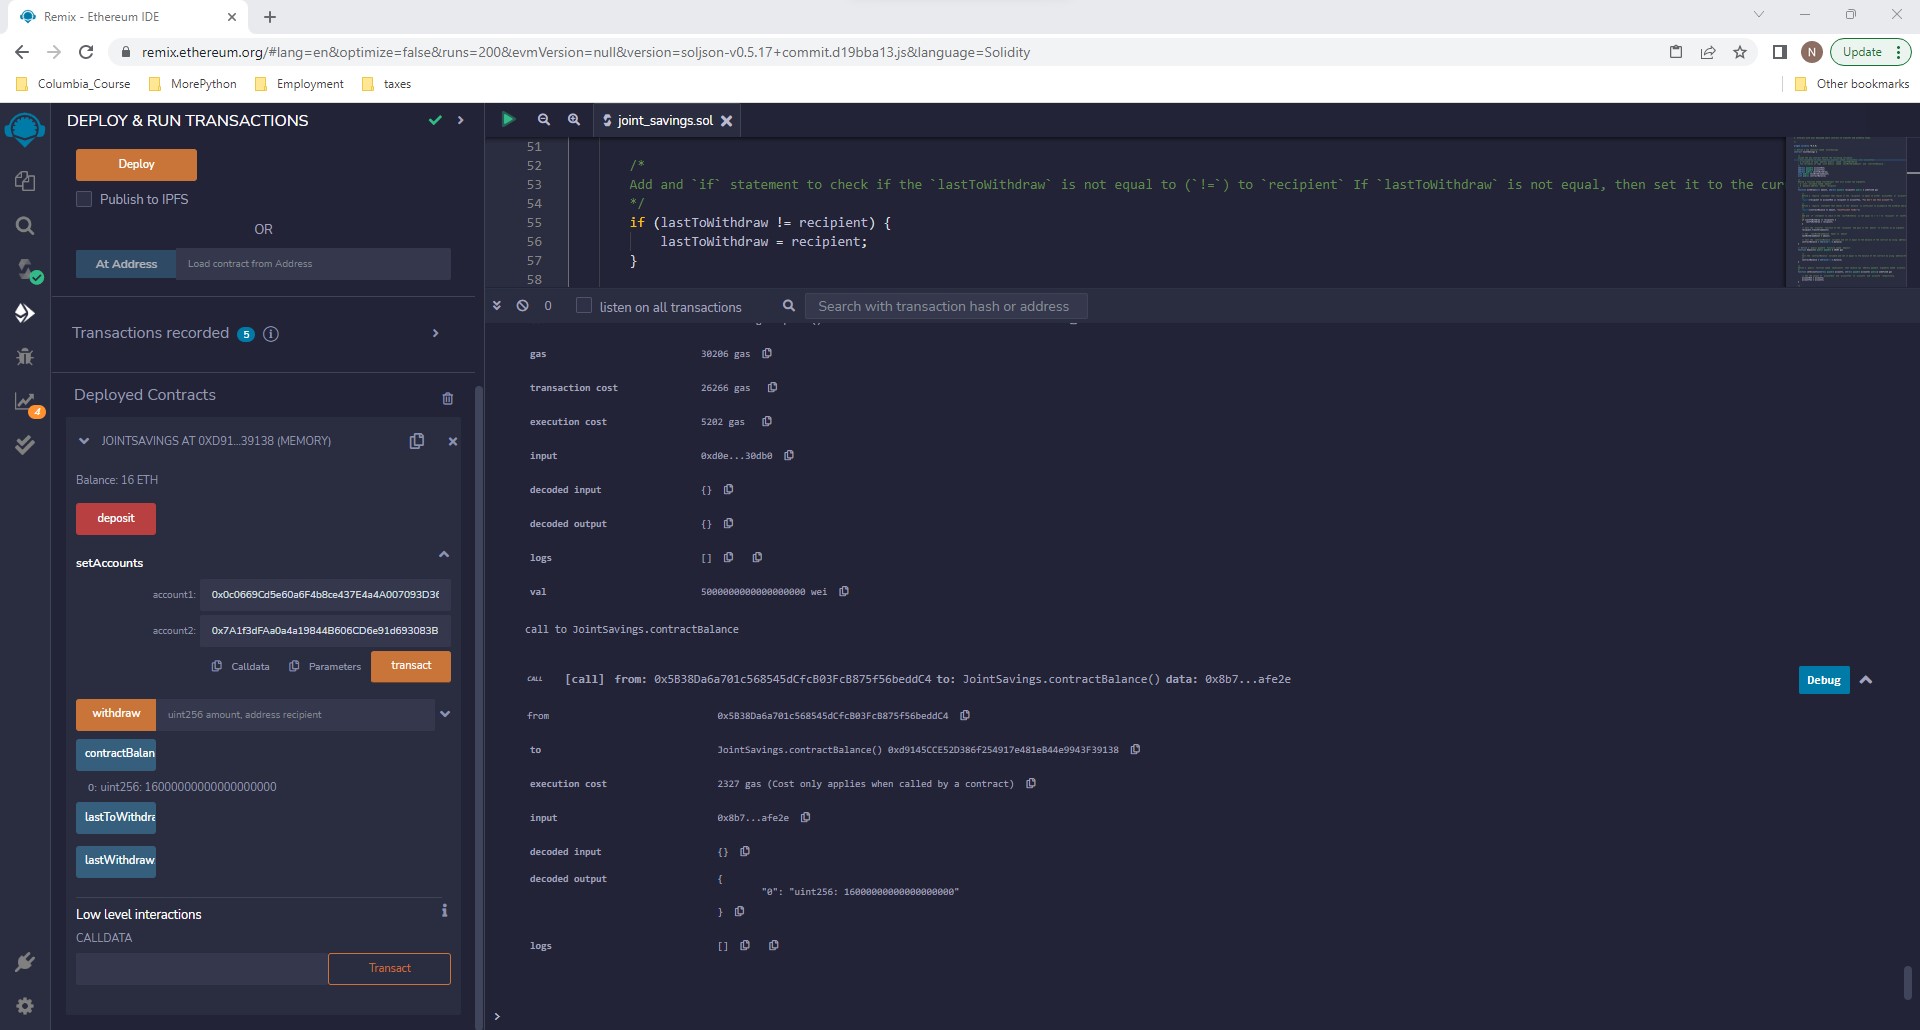 Remix - Ethereum IDE
remix.ethereum.org/#lang=en&optimize=false&runs=200&evmVersion=null&version=soljson-v0.5.17+commit.d19bba13.js&language=Solidity
N
Update
Columbia_Course
MorePython
Employment
taxes
Other bookmarks
DEPLOY & RUN TRANSACTIONS
Deploy
Publish to IPFS
OR
At Address
Load contract from Address
Transactions recorded 5
4
Deployed Contracts
JOINTSAVINGS AT 0XD91...39138 (MEMORY)
Balance: 16 ETH
deposit
setAccounts
account1: 0x0c0669Cd5e60a6F4b8ce437E4a4A007093D36
account2: 0x7A1f3dFAa0a4a19844B606CD6e91d693083B
Calldata
Parameters
transact
withdraw
uint256 amount, address recipient
contractBalan
0: uint256: 16000000000000000000
lastToWithdra
lastWithdraw
Low level interactions
CALLDATA
Transact
joint_savings.sol
51
52 /*
53 Add and `if` statement to check if the `lastToWithdraw` is not equal to (`!=`) to `recipient` If `lastToWithdraw` is not equal, then set it to the cur
54 */
55 if (lastToWithdraw != recipient) {
56 lastToWithdraw = recipient;
57 }
58
0
listen on all transactions
Search with transaction hash or address
gas 30206 gas
transaction cost 26266 gas
execution cost 5202 gas
input 0xd0e...30db0
decoded input {}
decoded output {}
logs []
val 5000000000000000000 wei
call to JointSavings.contractBalance
CALL [call] from: 0x5B38Da6a701c568545dCfcB03FcB875f56beddC4 to: JointSavings.contractBalance() data: 0x8b7...afe2e
Debug
from 0x5B38Da6a701c568545dCfcB03FcB875f56beddC4
to JointSavings.contractBalance() 0xd9145CCE52D386f254917e481eB44e9943F39138
execution cost 2327 gas (Cost only applies when called by a contract)
input 0x8b7...afe2e
decoded input {}
decoded output {
"0": "uint256: 16000000000000000000"
}
logs []
>